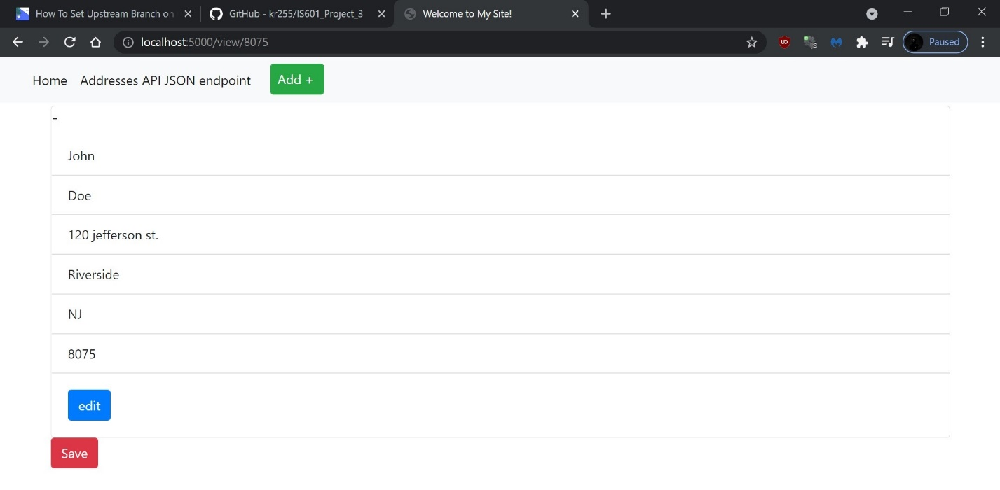 How To Set Upstream Branch on
GitHub - kr255/IS601_Project_3
Welcome to My Site!
localhost:5000/view/8075
Paused
Home Addresses API JSON endpoint Add +
-
John
Doe
120 jefferson st.
Riverside
NJ
8075
edit
Save